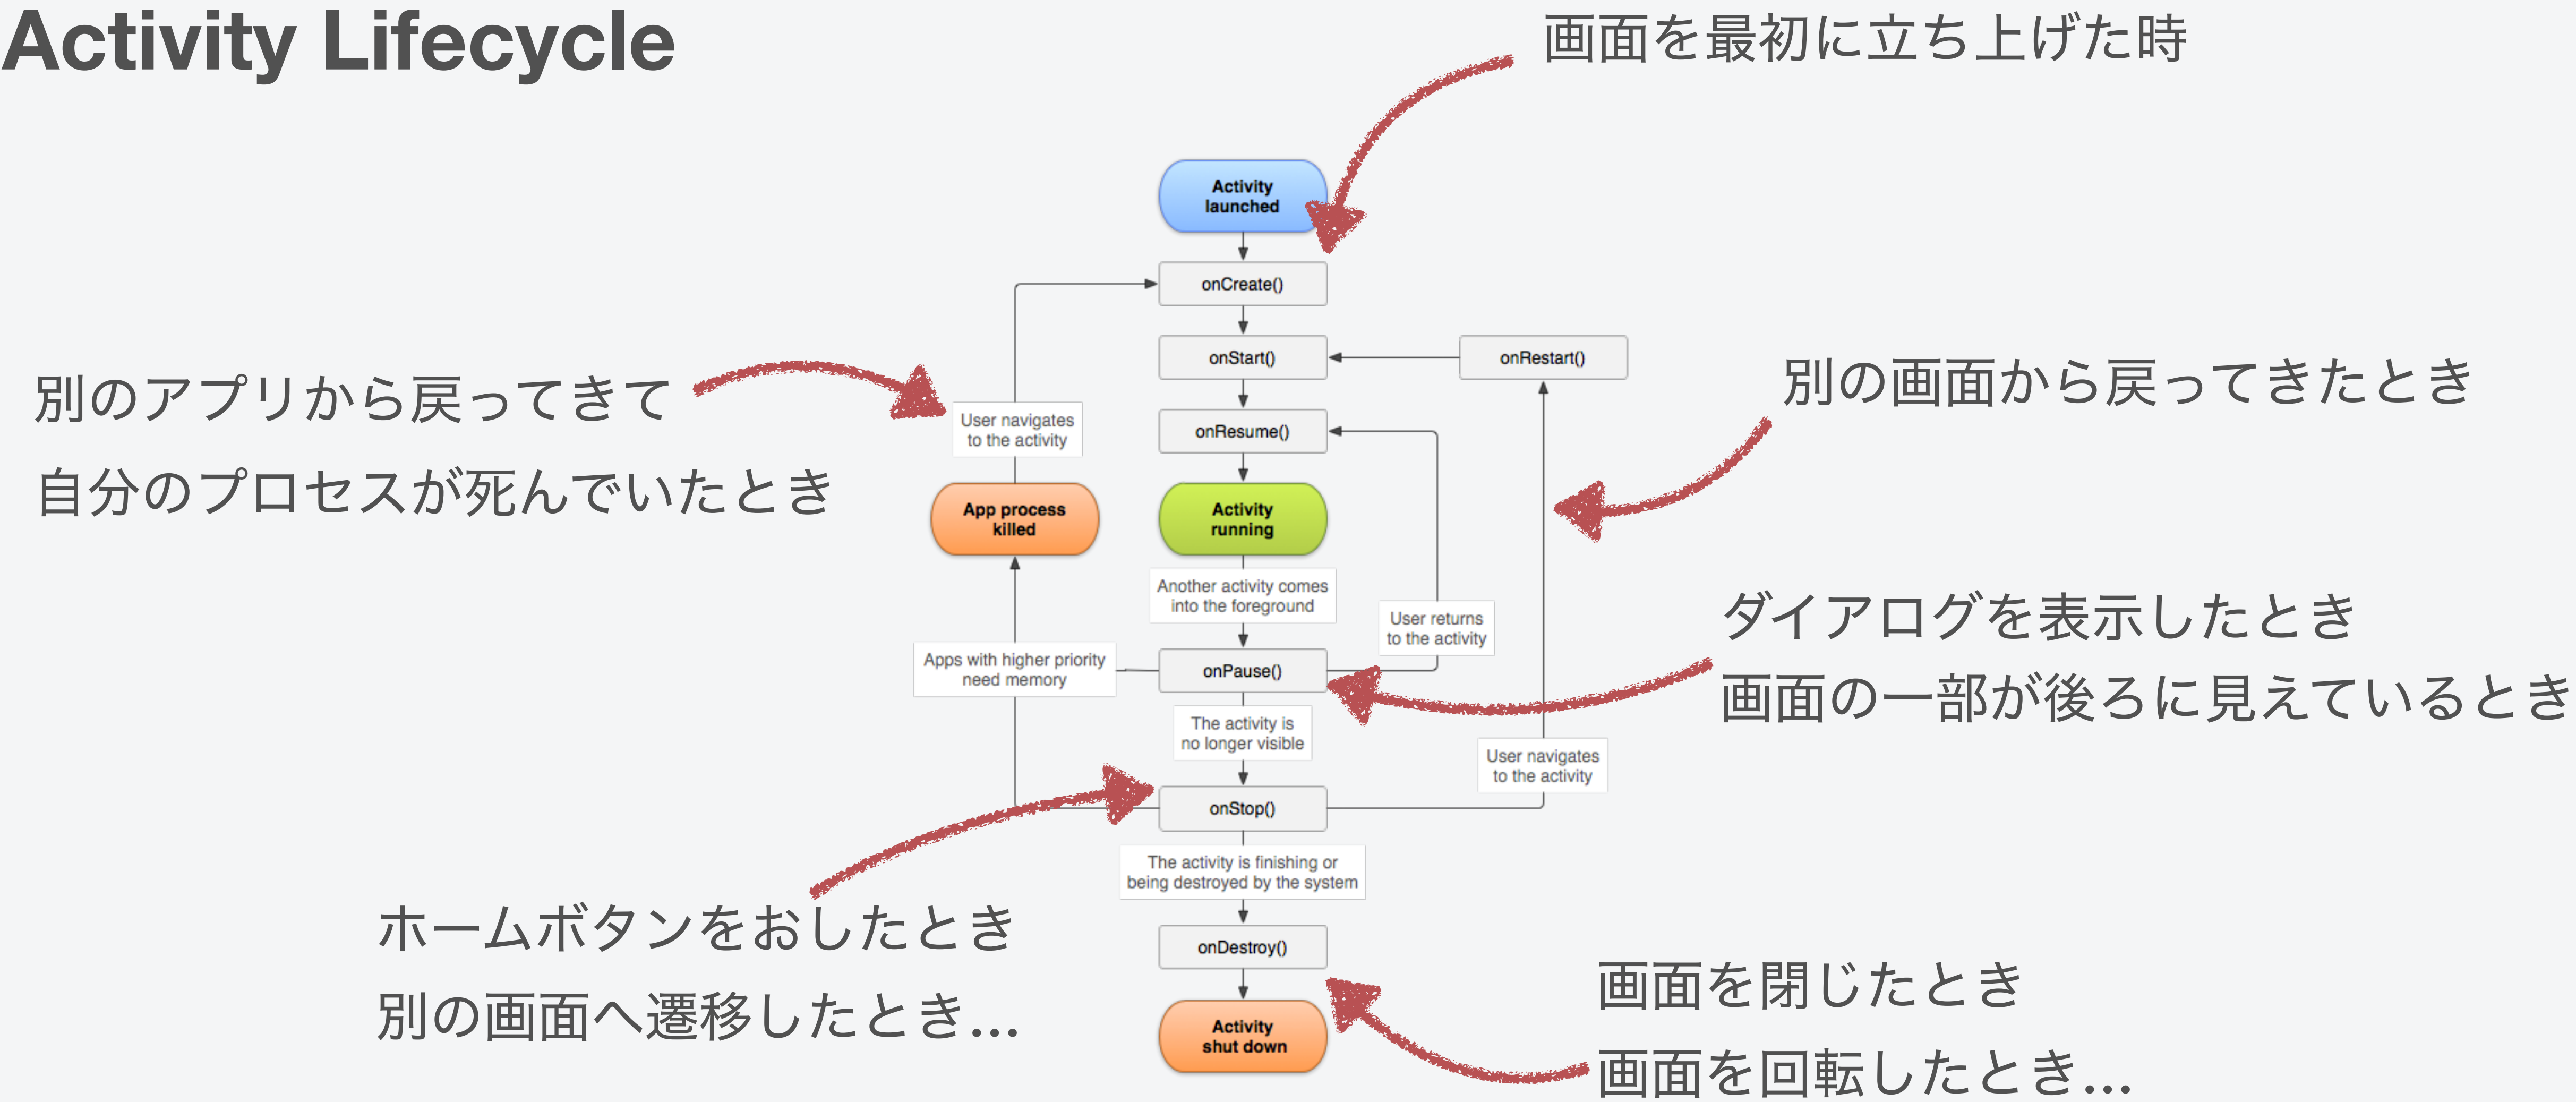 Activity Lifecycle
画面を最初に立ち上げた時
Activity
launched
onCreate()
onStart()
onRestart()
別のアプリから戻ってきて
自分のプロセスが死んでいたとき
User navigates
to the activity
onResume()
別の画面から戻ってきたとき
App process
killed
Activity
running
Another activity comes
into the foreground
User returns
to the activity
ダイアログを表示したとき
画面の一部が後ろに見えているとき
Apps with higher priority
need memory
onPause()
The activity is
no longer visible
User navigates
to the activity
onStop()
The activity is finishing or
being destroyed by the system
ホームボタンをおしたとき
別の画面へ遷移したとき...
onDestroy()
Activity
shut down
画面を閉じたとき
画面を回転したとき...